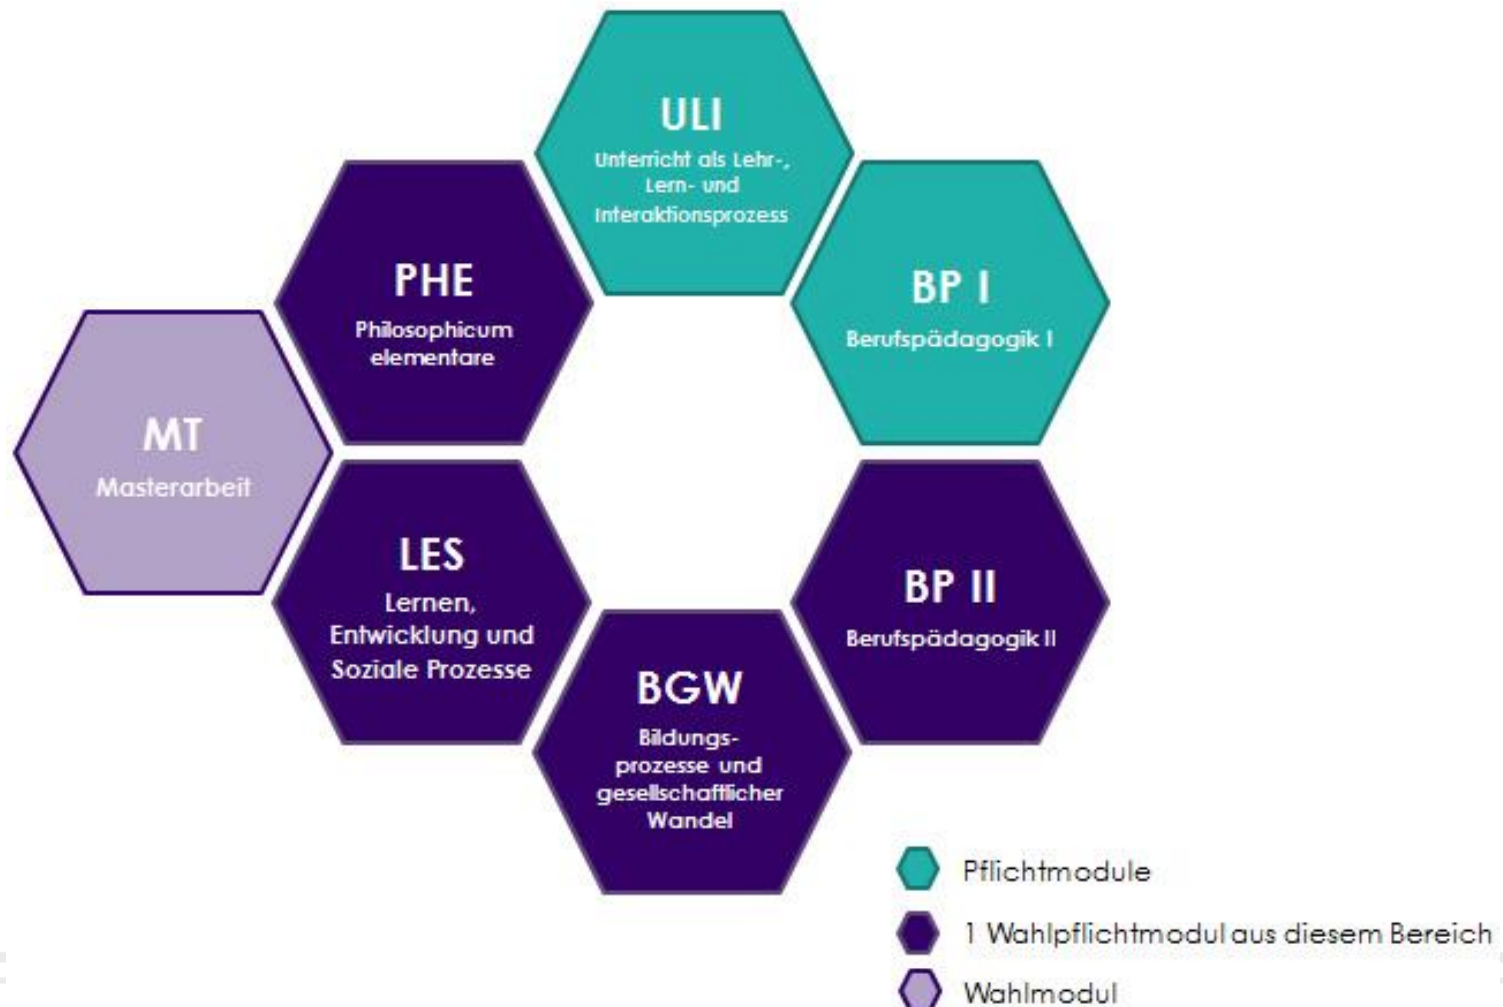 ULI
Unterricht als Lehr-,
Lern- und
Interaktionsprozess
PHE
Philosophicum
elementare
BP I
Berufspädagogik I
MT
Masterarbeit
LES
Lernen,
Entwicklung und
Soziale Prozesse
BP II
Berufspädagogik II
BGW
Bildungs-
prozesse und
gesellschaftlicher
Wandel
Pflichtmodule
1 Wahlpflichtmodul aus diesem Bereich
Wahlmodul